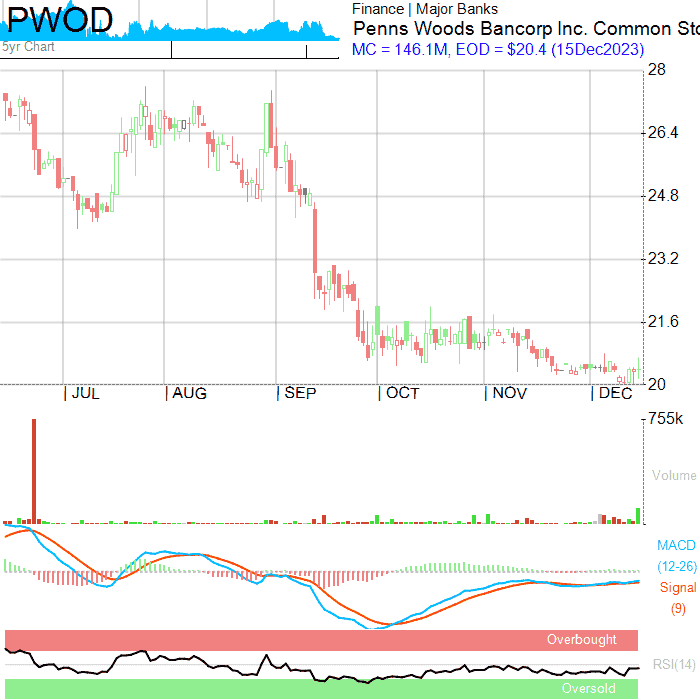 PWOD
5yr Chart
Finance | Major Banks
Penns Woods Bancorp Inc. Common Sto
MC = 146.1M, EOD = $20.4 (15Dec2023)
28
26.4
24.8
23.2
21.6
20
| JUL | AUG | SEP | OCT | NOV | DEC
755k
Volume
MACD
(12-26)
Signal
(9)
Overbought
RSI(14)
Oversold